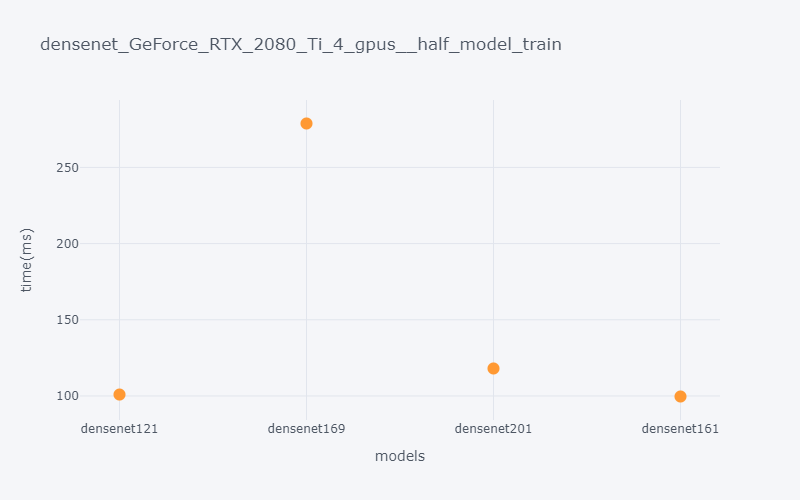 densenet_GeForce_RTX_2080_Ti_4_gpus__half_model_train
250
200
150
100
time(ms)
densenet121
densenet169
densenet201
densenet161
models